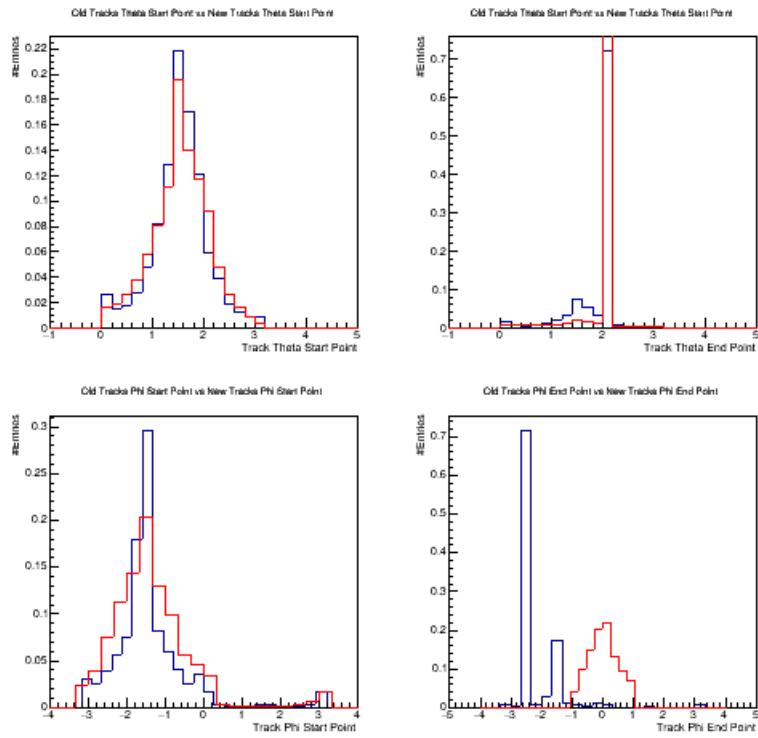 Old Tracks Theta Start Point vs New Tracks Theta Start Point
#Entries
0.22
0.2
0.18
0.16
0.14
0.12
0.1
0.08
0.06
0.04
0.02
0
−1 0 1 2 3 4 5
Track Theta Start Point
Old Tracks Theta Start Point vs New Tracks Theta Start Point
#Entries
0.7
0.6
0.5
0.4
0.3
0.2
0.1
0
−1 0 1 2 3 4 5
Track Theta End Point
Old Tracks Phi Start Point vs New Tracks Phi Start Point
#Entries
0.3
0.25
0.2
0.15
0.1
0.05
0
−4 −3 −2 −1 0 1 2 3 4
Track Phi Start Point
Old Tracks Phi End Point vs New Tracks Phi End Point
#Entries
0.7
0.6
0.5
0.4
0.3
0.2
0.1
0
−5 −4 −3 −2 −1 0 1 2 3 4 5
Track Phi End Point